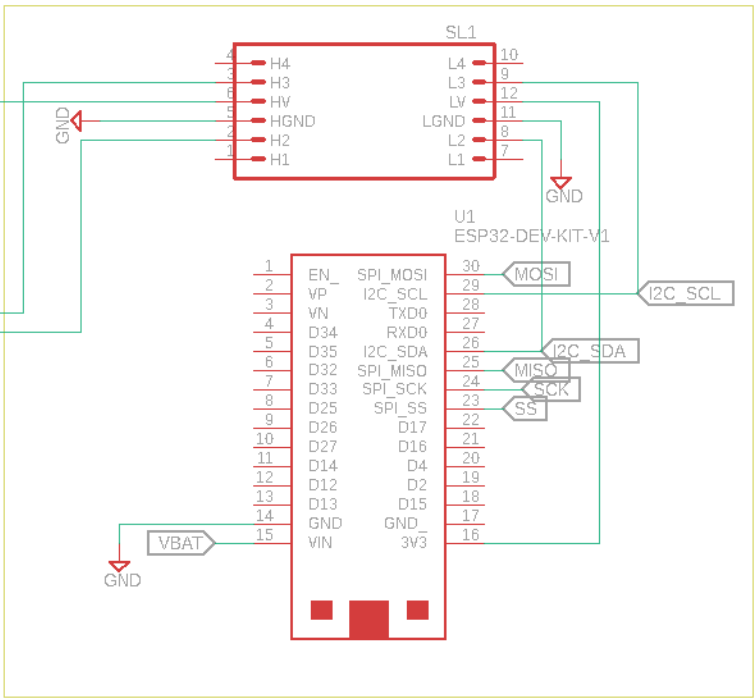 SL1
4 H4 L4 10
3 H3 L3 9
6 HV LV 12
GND 5 HGND LGND 11
2 H2 L2 8
1 H1 L1 7
GND
U1
ESP32-DEV-KIT-V1
1 EN_ SPI_MOSI 30 MOSI
2 VP I2C_SCL 29 I2C_SCL
3 VN TXD0 28
4 D34 RXD0 27
5 D35 I2C_SDA 26 I2C_SDA
6 D32 SPI_MISO 25 MISO
7 D33 SPI_SCK 24 SCK
8 D25 SPI_SS 23 SS
9 D26 D17 22
10 D27 D16 21
11 D14 D4 20
12 D12 D2 19
13 D13 D15 18
14 GND GND_ 17
VBAT 15 VIN 3V3 16
GND